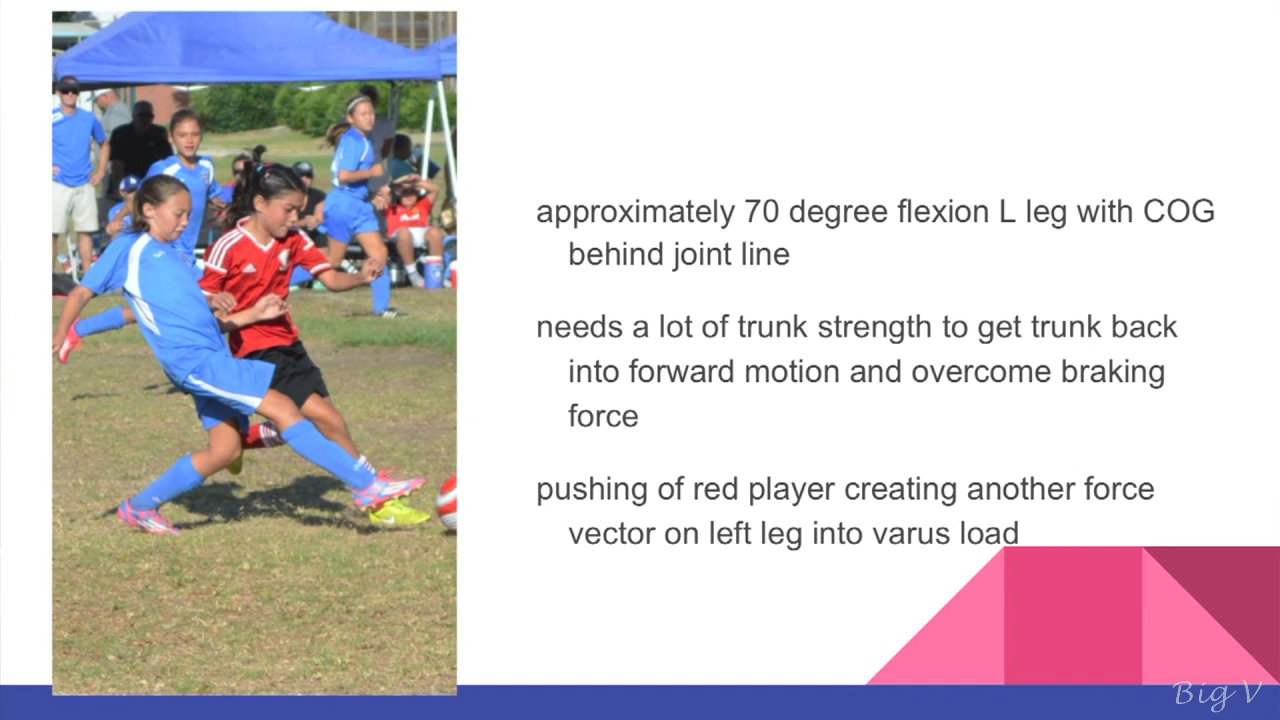 approximately 70 degree flexion L leg with COG
behind joint line
needs a lot of trunk strength to get trunk back
into forward motion and overcome braking
force
pushing of red player creating another force
vector on left leg into varus load
Big V